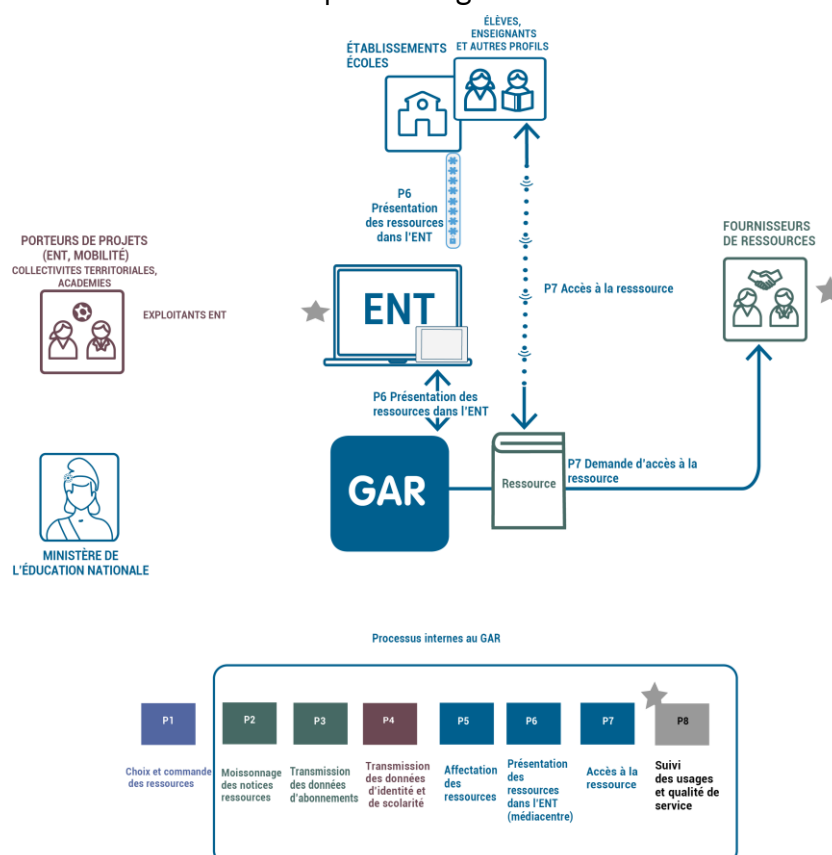 ÉLÈVES,
ENSEIGNANTS
ET AUTRES PROFILS
ÉTABLISSEMENTS
ÉCOLES
P6
Présentation
des ressources
dans l'ENT
FOURNISSEURS
DE RESSOURCES
PORTEURS DE PROJETS
(ENT, MOBILITÉ)
COLLECTIVITES TERRITORIALES,
ACADEMIES
EXPLOITANTS ENT
ENT
P7 Accès à la resssource
P6 Présentation des
ressources dans l'ENT
GAR
Ressource
P7 Demande d'accès à la
ressource
MINISTÈRE DE
L'ÉDUCATION NATIONALE
Processus internes au GAR
P1
Choix et commande
des ressources
P2
Moissonnage
des notices
ressources
P3
Transmission
des données
d'abonnements
P4
Transmission
des données
d'identité et
de scolarité
P5
Affectation
des
ressources
P6
Présentation
des
ressources
dans l'ENT
(médiacentre)
P7
Accès à la
ressource
P8
Suivi
des usages
et qualité de
service